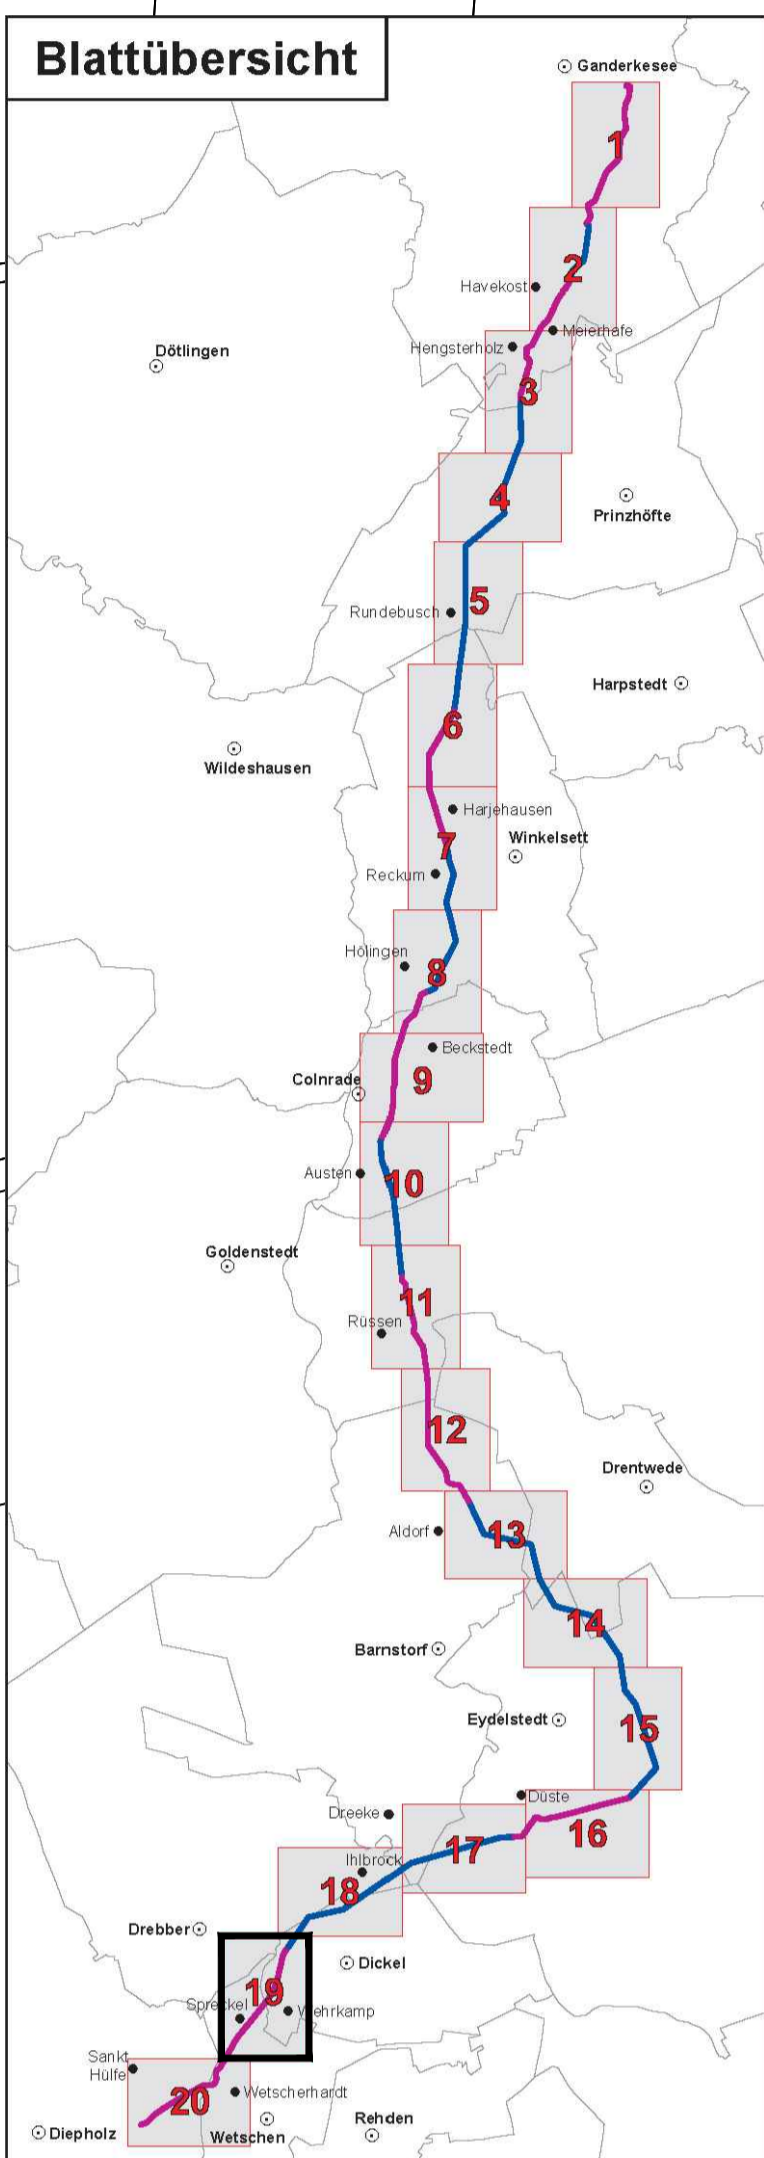 Blattübersicht
Ganderkesee
1
2
Havekost
Meierhafe
Hengsterholz
Dötlingen
3
4
Prinzhöfte
5
Rundebusch
Harpstedt
6
Wildeshausen
Harjehausen
Winkelsett
7
Reckum
Hölingen
8
Beckstedt
Colnrade
9
Austen
10
Goldenstedt
11
Rüssen
12
Drentwede
Aldorf
13
14
Barnstorf
Eydelstedt
15
Düste
Dreeke
16
17
Ihlbrock
18
Drebber
Dickel
19
Spreckel
Wehrkamp
Sankt
Hülfe
20
Wetscherhardt
Rehden
Diepholz
Wetschen